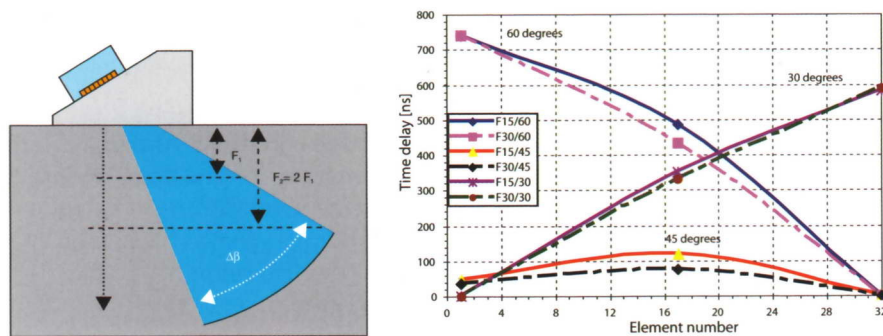 F₁
F₂= 2 F₁
Δβ
Time delay [ns]
800
700
600
500
400
300
200
100
0
0 4 8 12 16 20 24 28 32
Element number
60 degrees
30 degrees
45 degrees
F15/60
F30/60
F15/45
F30/45
F15/30
F30/30